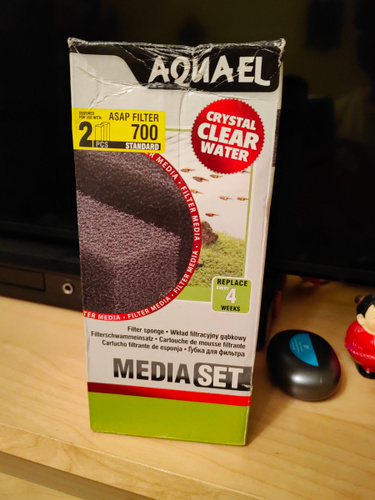 AQUAEL
DESIGNED
FOR USE WITH:
2 PCS
ASAP FILTER
700
STANDARD
CRYSTAL
CLEAR
WATER
FILTER MEDIA • FILTER MEDIA • FILTER MEDIA • FILTER MEDIA
REPLACE
EVERY
4
WEEKS
Filter sponge • Wkład filtracyjny gąbkowy
Filterschwammeinsatz • Cartouche de mousse filtrante
Cartucho filtrante de esponja • Губка для фильтра
MEDIA SET